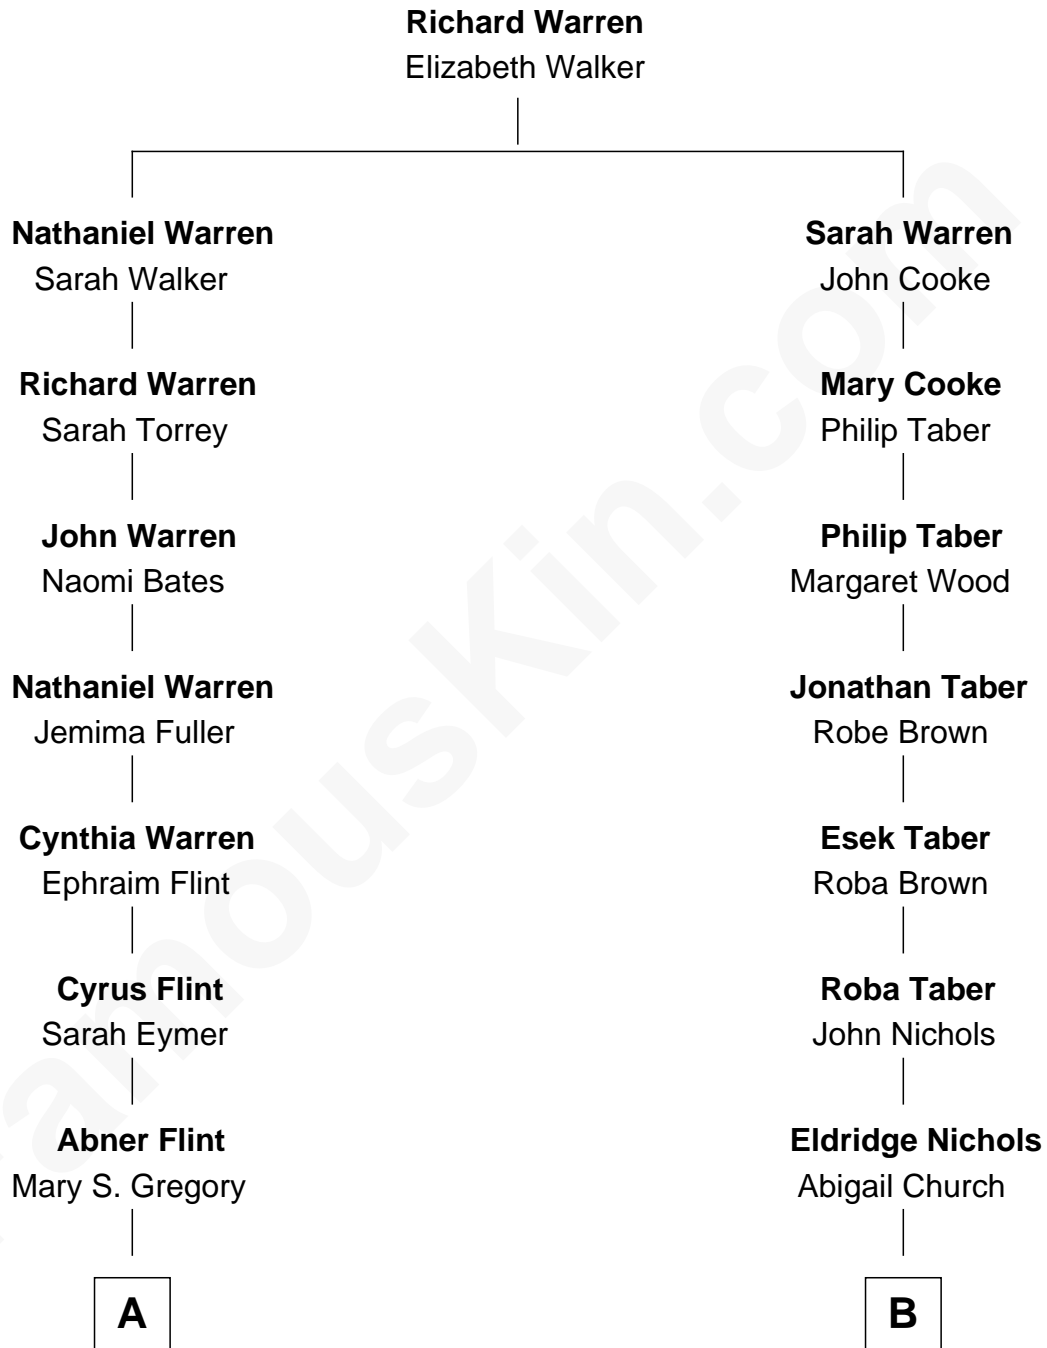 Richard Warren
Elizabeth Walker
Nathaniel Warren
Sarah Walker
Richard Warren
Sarah Torrey
John Warren
Naomi Bates
Nathaniel Warren
Jemima Fuller
Cynthia Warren
Ephraim Flint
Cyrus Flint
Sarah Eymer
Abner Flint
Mary S. Gregory
A
Sarah Warren
John Cooke
Mary Cooke
Philip Taber
Philip Taber
Margaret Wood
Jonathan Taber
Robe Brown
Esek Taber
Roba Brown
Roba Taber
John Nichols
Eldridge Nichols
Abigail Church
B
FamousKin.com